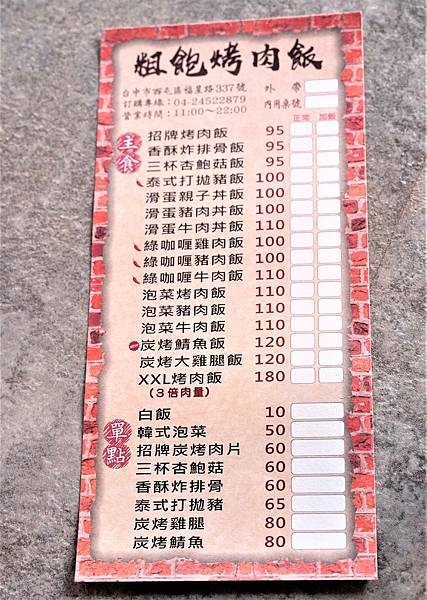 粗飽烤肉飯
台中市西屯區福星路337號 外帶
訂購專線：04-24522879 內用桌號
營業時間：11:00～22:00
正常 加飯
主食
招牌烤肉飯 95
香酥炸排骨飯 95
三杯杏鮑菇飯 95
泰式打拋豬飯 100
滑蛋親子丼飯 100
滑蛋豬肉丼飯 100
滑蛋牛肉丼飯 110
綠咖喱雞肉飯 100
綠咖喱豬肉飯 100
綠咖喱牛肉飯 110
泡菜烤肉飯 110
泡菜豬肉飯 110
泡菜牛肉飯 110
炭烤鯖魚飯 120
炭烤大雞腿飯 120
XXL烤肉飯 180
(３倍肉量)
單點
白飯 10
韓式泡菜 50
招牌炭烤肉片 60
三杯杏鮑菇 60
香酥炸排骨 60
泰式打拋豬 65
炭烤雞腿 80
炭烤鯖魚 80